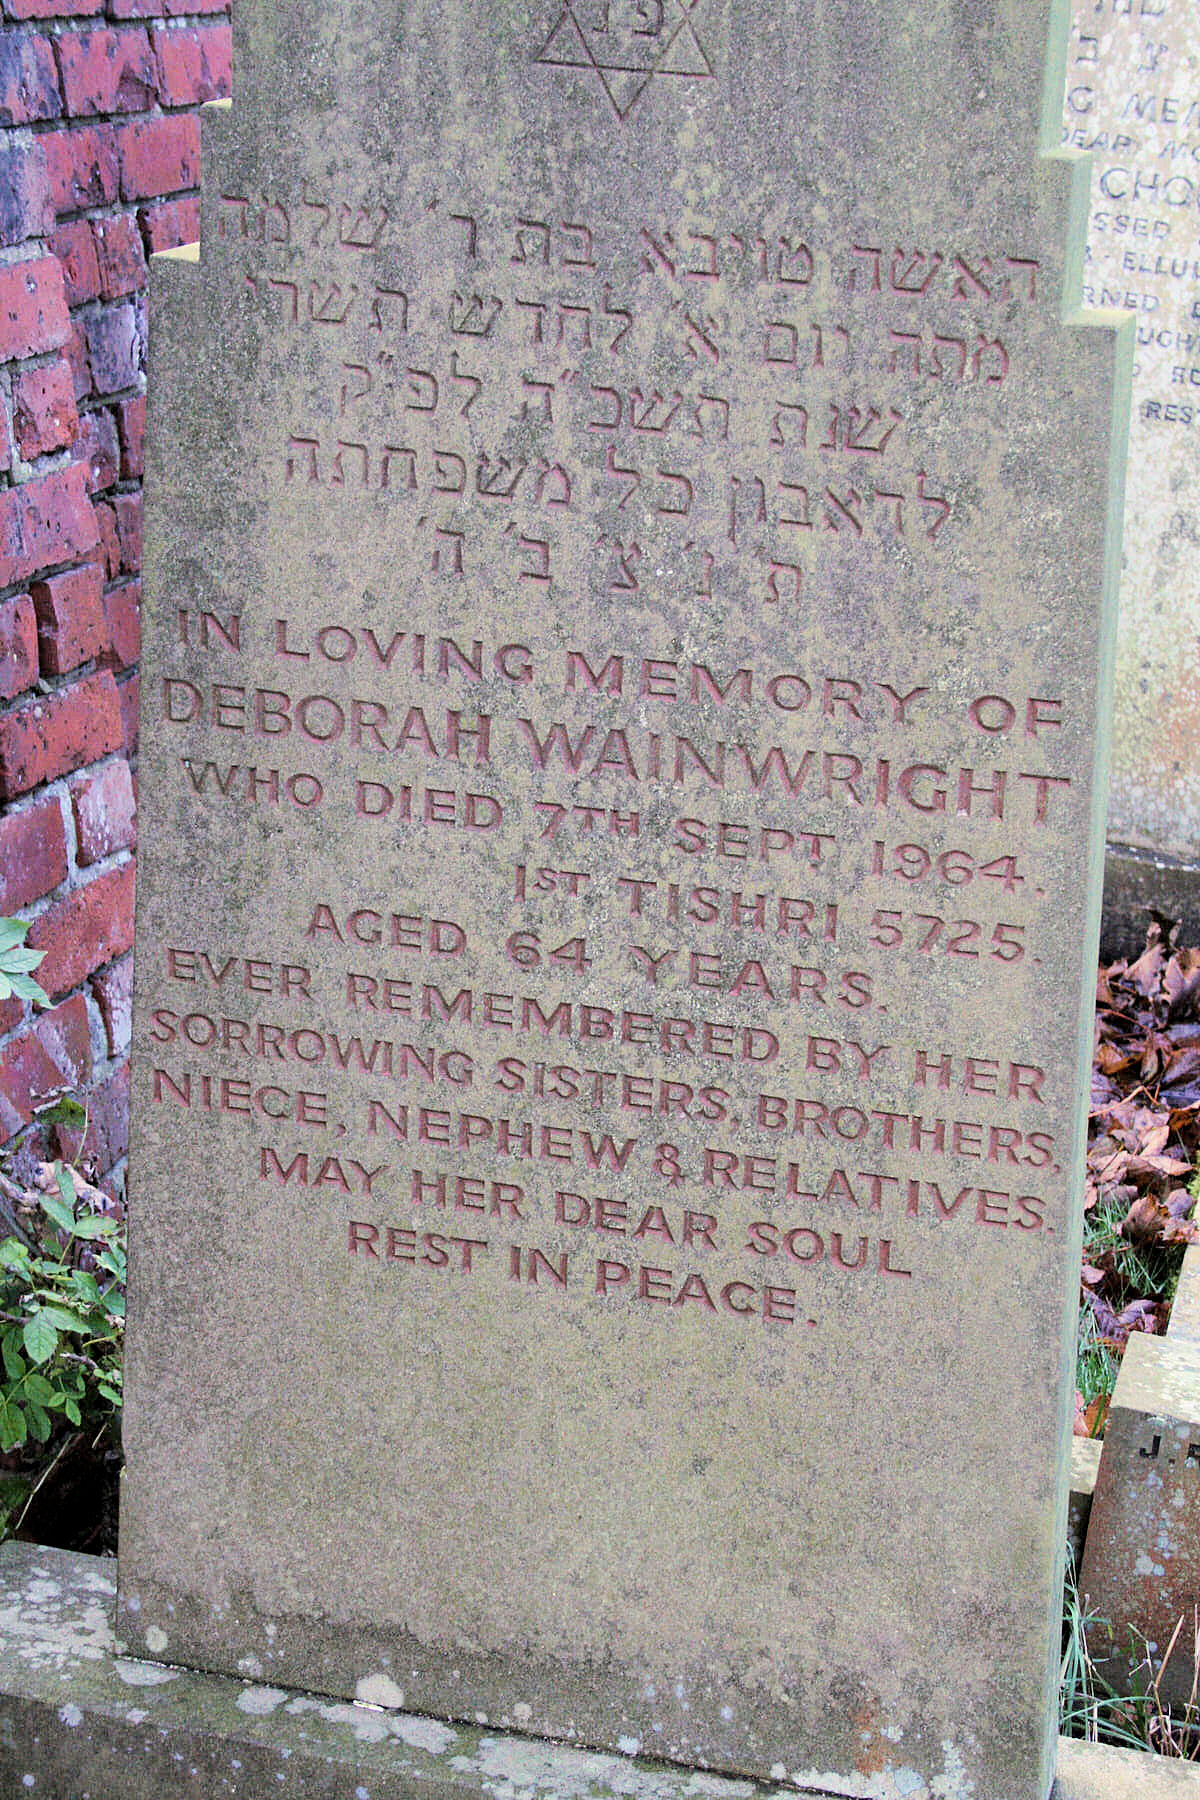 פ נ
האשה טויבא בת ר׳ שלמה
מתה יום א׳ לחדש תשרי
שנת תשכ״ה לפ״ק
לדאבון כל משפחתה
ת׳ נ׳ צ׳ ב׳ ה׳
IN LOVING MEMORY OF
DEBORAH WAINWRIGHT
WHO DIED 7TH SEPT 1964.
1ST TISHRI 5725.
AGED 64 YEARS.
EVER REMEMBERED BY HER
SORROWING SISTERS, BROTHERS,
NIECE, NEPHEW & RELATIVES.
MAY HER DEAR SOUL
REST IN PEACE.